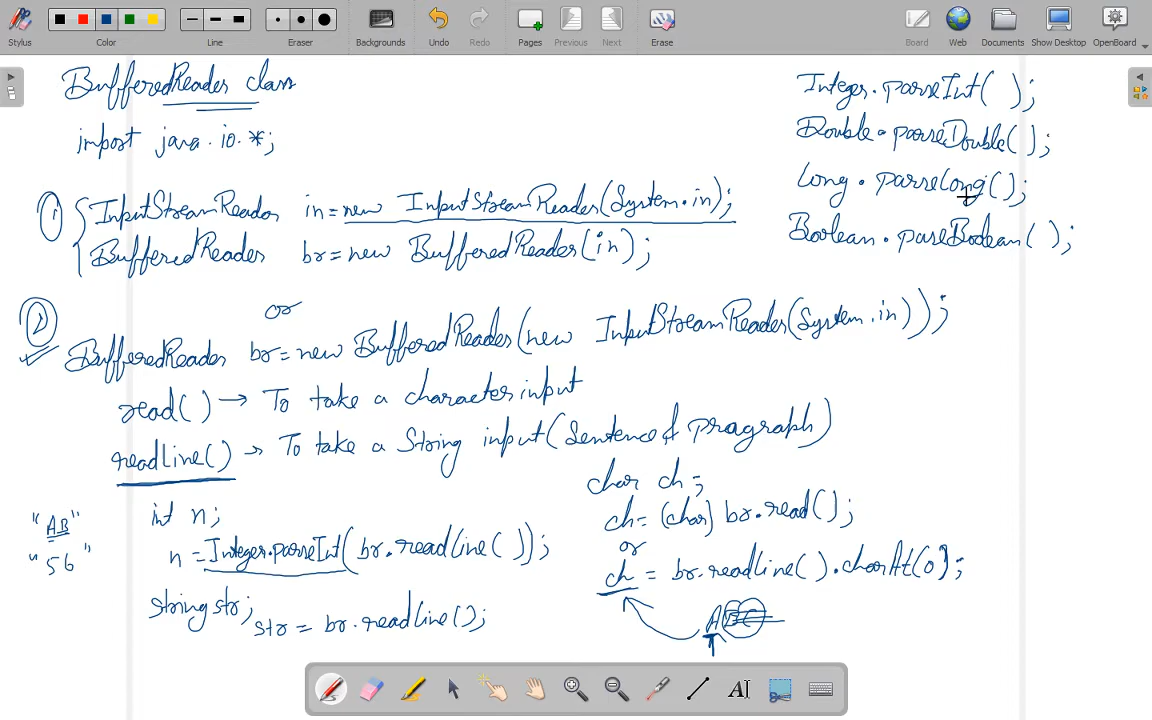 Stylus
Color
Line
Eraser
Backgrounds
Undo
Redo
Pages
Previous
Next
Erase
Board
Web
Documents
Show Desktop
OpenBoard
BufferedReader class
import java.io.*;
① InputStreamReader in=new InputStreamReader(System.in);
BufferedReader br=new BufferedReader(in);
or
② BufferedReader br=new BufferedReader(new InputStreamReader(System.in));
read() → To take a character input
readLine() → To take a String input (Sentence & pragraph)
int n;
n = Integer.parseInt(br.readLine());
string str;
str = br.readLine();
"AB"
"56"
char ch;
ch= (char) br.read();
or
ch = br.readLine().charAt(0);
ABC
Integer.parseInt( );
Double.parseDouble( );
Long.parseLong();
Boolean.parseBoolean( );